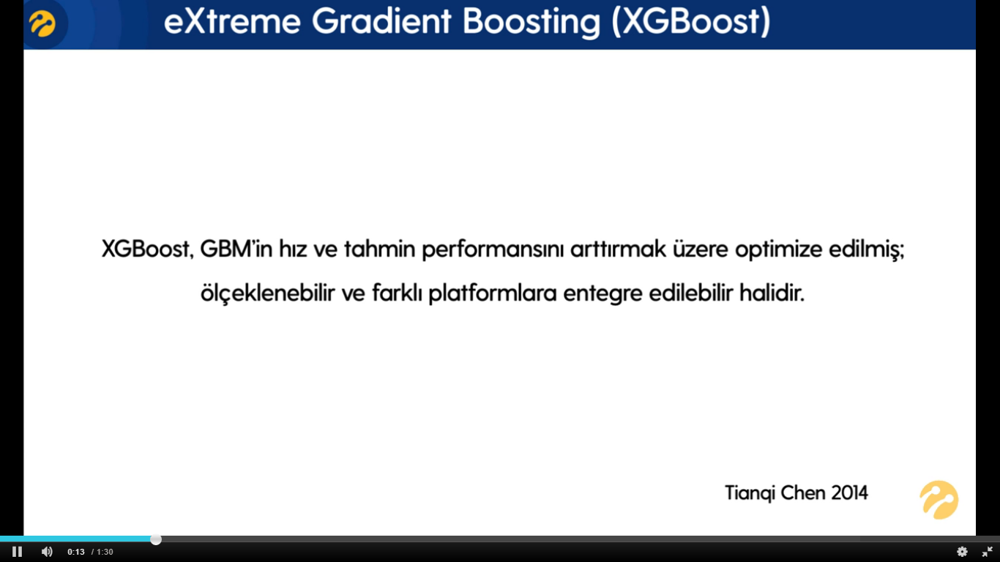 eXtreme Gradient Boosting (XGBoost)
XGBoost, GBM'in hız ve tahmin performansını arttırmak üzere optimize edilmiş;
ölçeklenebilir ve farklı platformlara entegre edilebilir halidir.
Tianqi Chen 2014
0:13 / 1:30